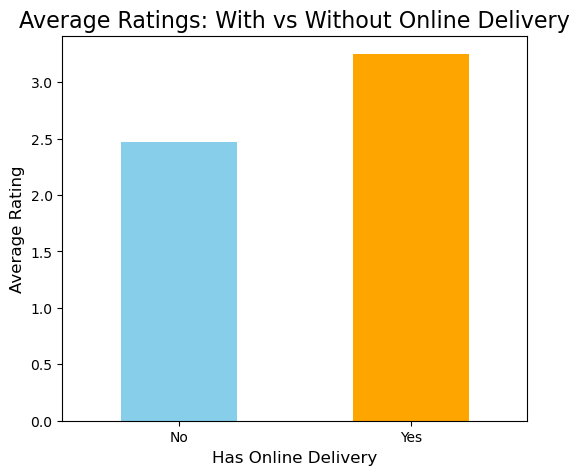 Average Ratings: With vs Without Online Delivery
Average Rating
3.0
2.5
2.0
1.5
1.0
0.5
0.0
No
Yes
Has Online Delivery